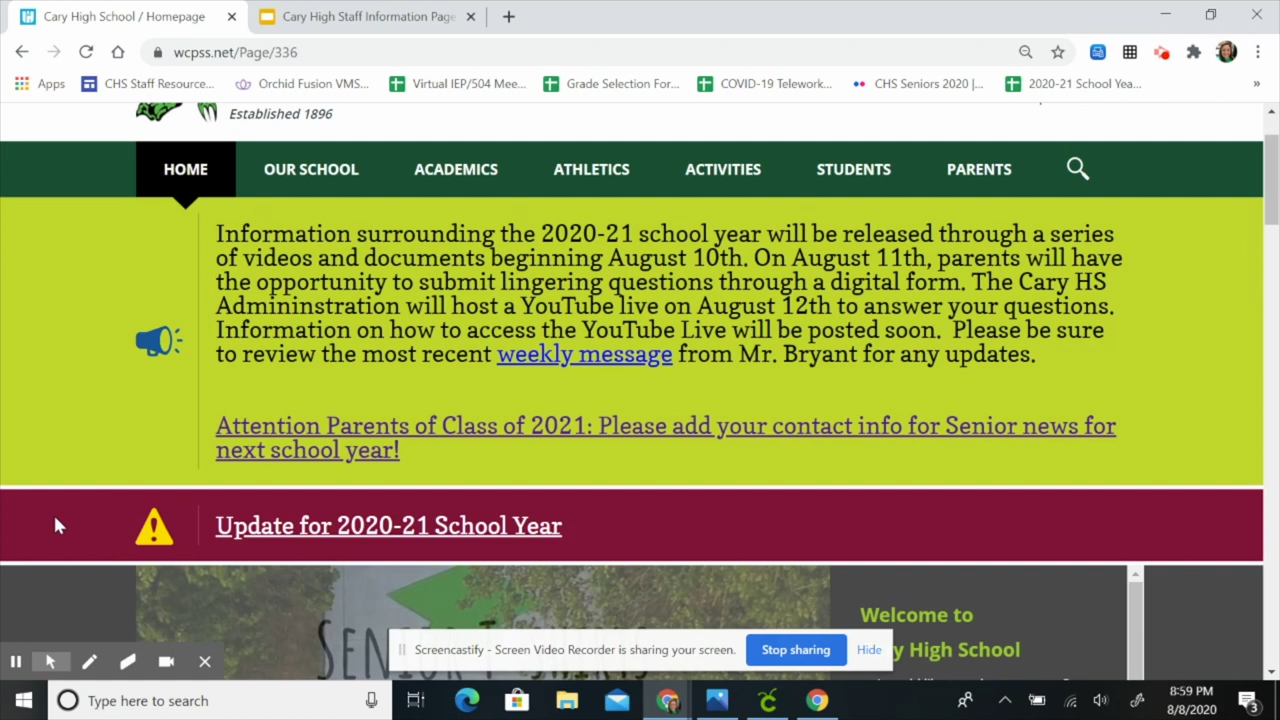 Cary High School / Homepage
Cary High Staff Information Page
wcpss.net/Page/336
Apps
CHS Staff Resource...
Orchid Fusion VMS...
Virtual IEP/504 Mee...
Grade Selection For...
COVID-19 Telework...
CHS Seniors 2020 |...
2020-21 School Yea...
»
Established 1896
HOME
OUR SCHOOL
ACADEMICS
ATHLETICS
ACTIVITIES
STUDENTS
PARENTS
Information surrounding the 2020-21 school year will be released through a series
of videos and documents beginning August 10th. On August 11th, parents will have
the opportunity to submit lingering questions through a digital form. The Cary HS
Admininstration will host a YouTube live on August 12th to answer your questions.
Information on how to access the YouTube Live will be posted soon. Please be sure
to review the most recent weekly message from Mr. Bryant for any updates.
Attention Parents of Class of 2021: Please add your contact info for Senior news for
next school year!
Update for 2020-21 School Year
SENIOR T-SHIRTS
Welcome to
y High School
Screencastify - Screen Video Recorder is sharing your screen.
Stop sharing
Hide
Type here to search
8:59 PM
8/8/2020
3